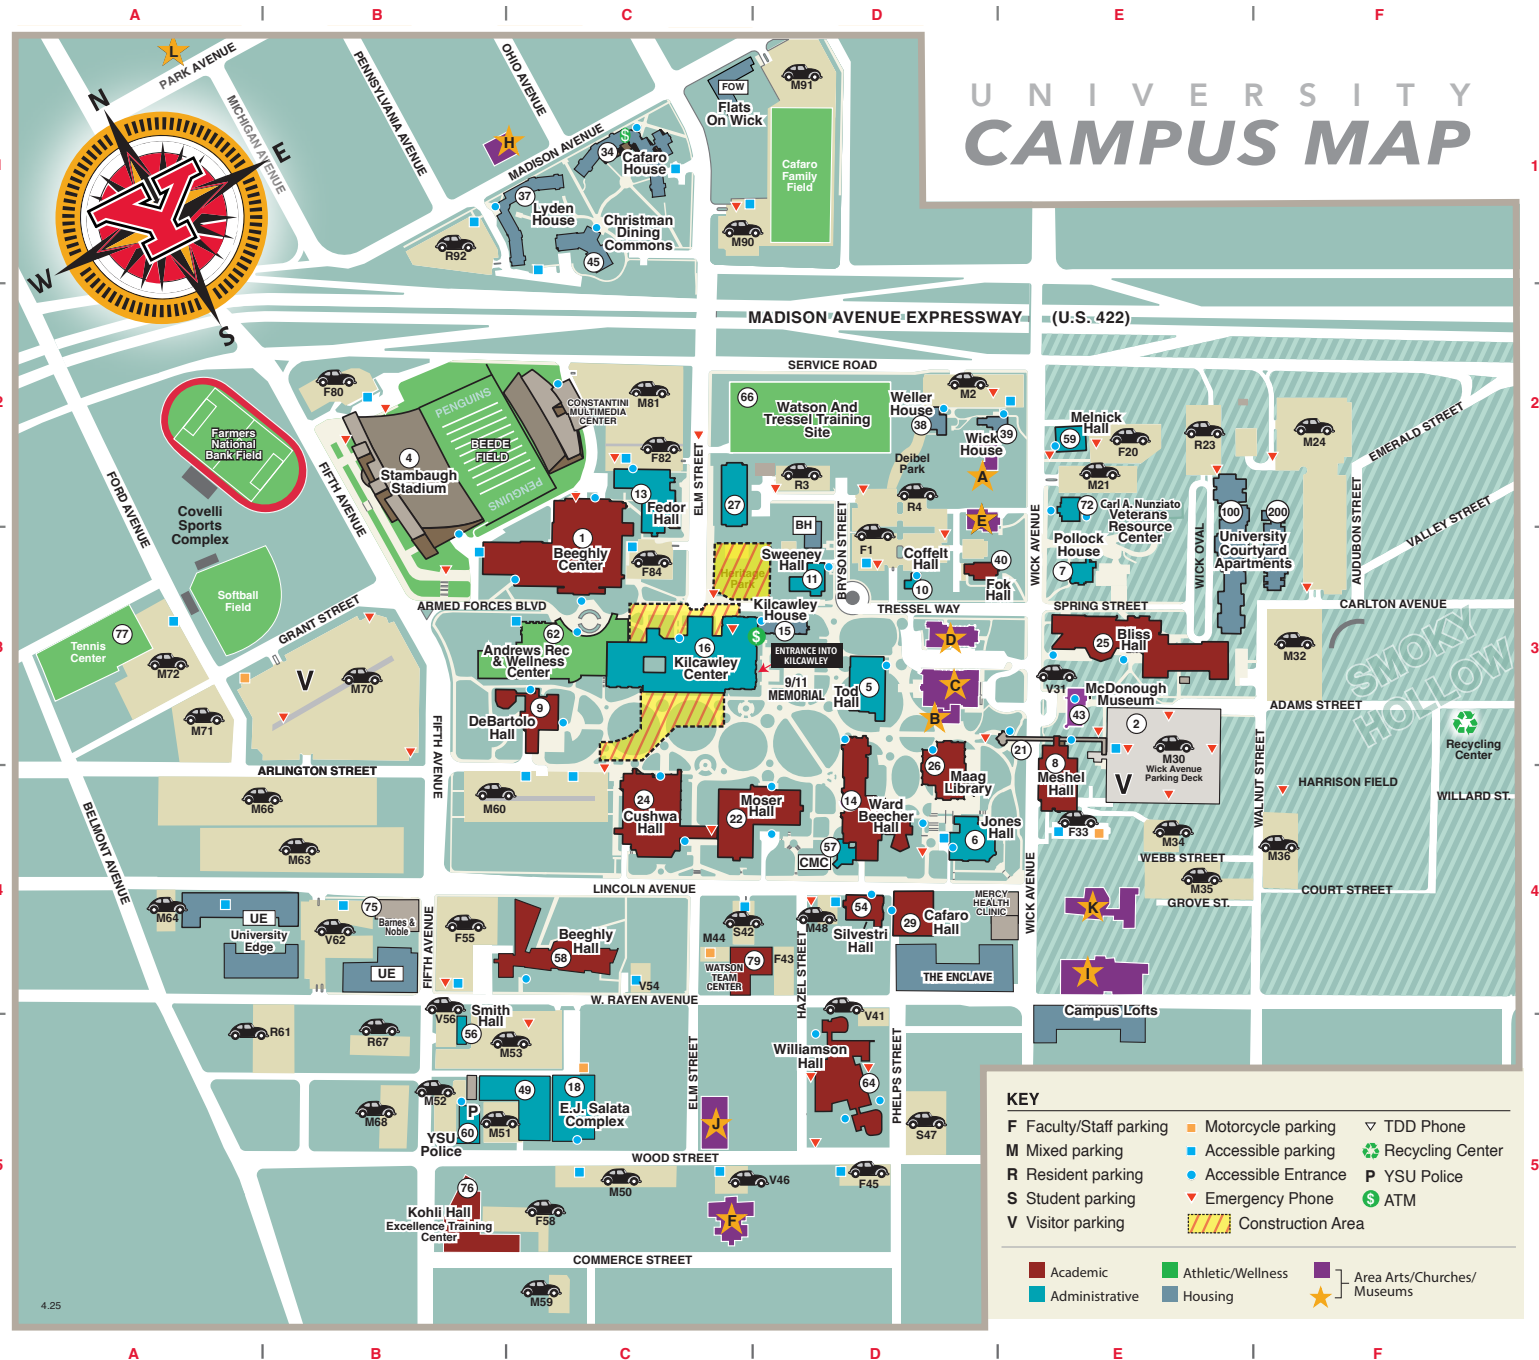 A B C D E F
UNIVERSITY
CAMPUS MAP
L
PARK AVENUE
MICHIGAN AVENUE
PENNSYLVANIA AVENUE
OHIO AVENUE
MADISON AVENUE
N
E
W
S
Y
H
$
34
Cafaro
House
37
Lyden
House
Christman
Dining
Commons
45
R92
FOW
Flats
On Wick
M91
Cafaro
Family
Field
M90
1
1
MADISON AVENUE EXPRESSWAY (U.S. 422)
SERVICE ROAD
F80
PENGUINS
BEEDE
FIELD
PENGUINS
4
Stambaugh
Stadium
CONSTANTINI
MULTIMEDIA
CENTER
M81
F82
ELM STREET
66
Watson And
Tressel Training
Site
Weller
House
38
M2
Wick
House
39
Melnick
Hall
59
F20
R23
M24
EMERALD STREET
2
2
Farmers
National
Bank Field
Covelli
Sports
Complex
FORD AVENUE
FIFTH AVENUE
13
Fedor
Hall
27
R3
Deibel
Park
R4
A
M21
72
Carl A. Nunziato
Veterans
Resource
Center
100
200
University
Courtyard
Apartments
AUDUBON STREET
VALLEY STREET
1
Beeghly
Center
F84
BH
Sweeney
Hall
11
Heritage
Park
BRYSON STREET
F1
E
Coffelt
Hall
10
40
Fok
Hall
WICK AVENUE
Pollock
House
7
WICK OVAL
Softball
Field
GRANT STREET
ARMED FORCES BLVD
TRESSEL WAY
SPRING STREET
CARLTON AVENUE
77
Tennis
Center
M72
M71
V
M70
62
Andrews Rec
& Wellness
Center
16
Kilcawley
Center
Kilcawley
House
15
$
ENTRANCE INTO
KILCAWLEY
9/11
MEMORIAL
D
C
B
Tod
Hall
5
25
Bliss
Hall
V31
McDonough
Museum
43
M32
SMOKY
HOLLOW
3
3
ADAMS STREET
9
DeBartolo
Hall
FIFTH AVENUE
ARLINGTON STREET
M66
M63
BELMONT AVENUE
M60
24
Cushwa
Hall
22
Moser
Hall
14
Ward
Beecher
Hall
26
Maag
Library
21
8
Meshel
Hall
2
M30
Wick Avenue
Parking Deck
V
WALNUT STREET
HARRISON FIELD
WILLARD ST.
Recycling
Center
57
CMC
Jones
Hall
6
F33
M34
M36
WEBB STREET
M35
COURT STREET
GROVE ST.
LINCOLN AVENUE
4
4
M64
UE
University
Edge
V62
75
Barnes &
Noble
UE
FIFTH AVENUE
F55
Beeghly
Hall
58
V54
S42
M44
WATSON
TEAM
CENTER
79
F43
HAZEL STREET
M48
54
Silvestri
Hall
29
Cafaro
Hall
MERCY
HEALTH
CLINIC
THE ENCLAVE
WICK AVENUE
K
I
Campus Lofts
W. RAYEN AVENUE
R61
R67
V56
Smith
Hall
56
M53
M68
M52
P
60
YSU
Police
M51
49
18
E.J. Salata
Complex
ELM STREET
J
Williamson
Hall
64
V41
PHELPS STREET
S47
WOOD STREET
5
5
M50
V46
F45
76
Kohli Hall
Excellence Training
Center
F58
F
COMMERCE STREET
M59
KEY
F Faculty/Staff parking
M Mixed parking
R Resident parking
S Student parking
V Visitor parking
Motorcycle parking
Accessible parking
Accessible Entrance
Emergency Phone
Construction Area
TDD Phone
Recycling Center
P YSU Police
$ ATM
Academic
Administrative
Athletic/Wellness
Housing
Area Arts/Churches/
Museums
4.25
A B C D E F